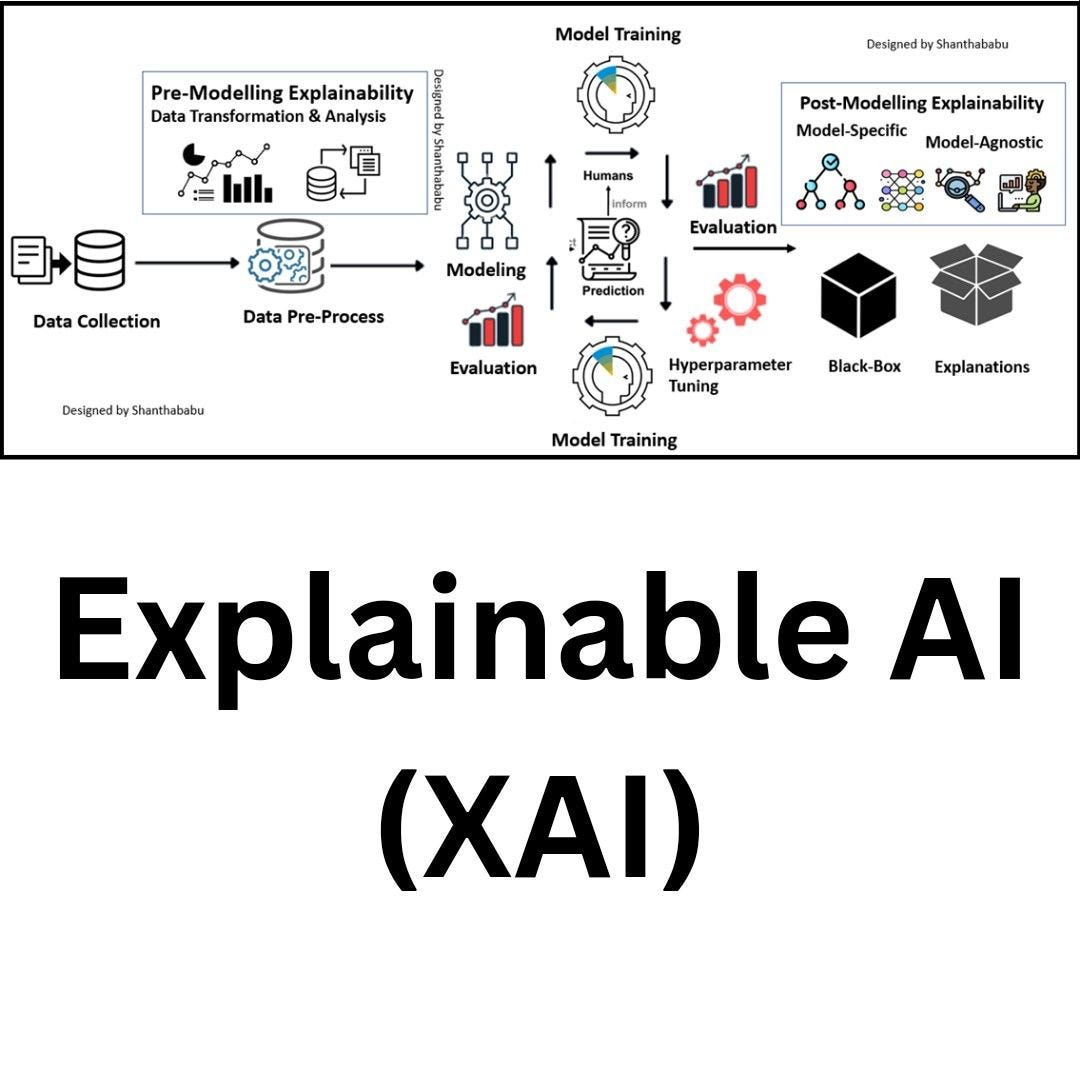 Model Training
Designed by Shanthababu
Pre-Modelling Explainability
Data Transformation & Analysis
Designed by Shanthababu
Post-Modelling Explainability
Model-Specific
Model-Agnostic
Humans
inform
Evaluation
Modeling
Prediction
Data Collection
Data Pre-Process
Evaluation
Hyperparameter
Tuning
Black-Box
Explanations
Designed by Shanthababu
Model Training
Explainable AI
(XAI)